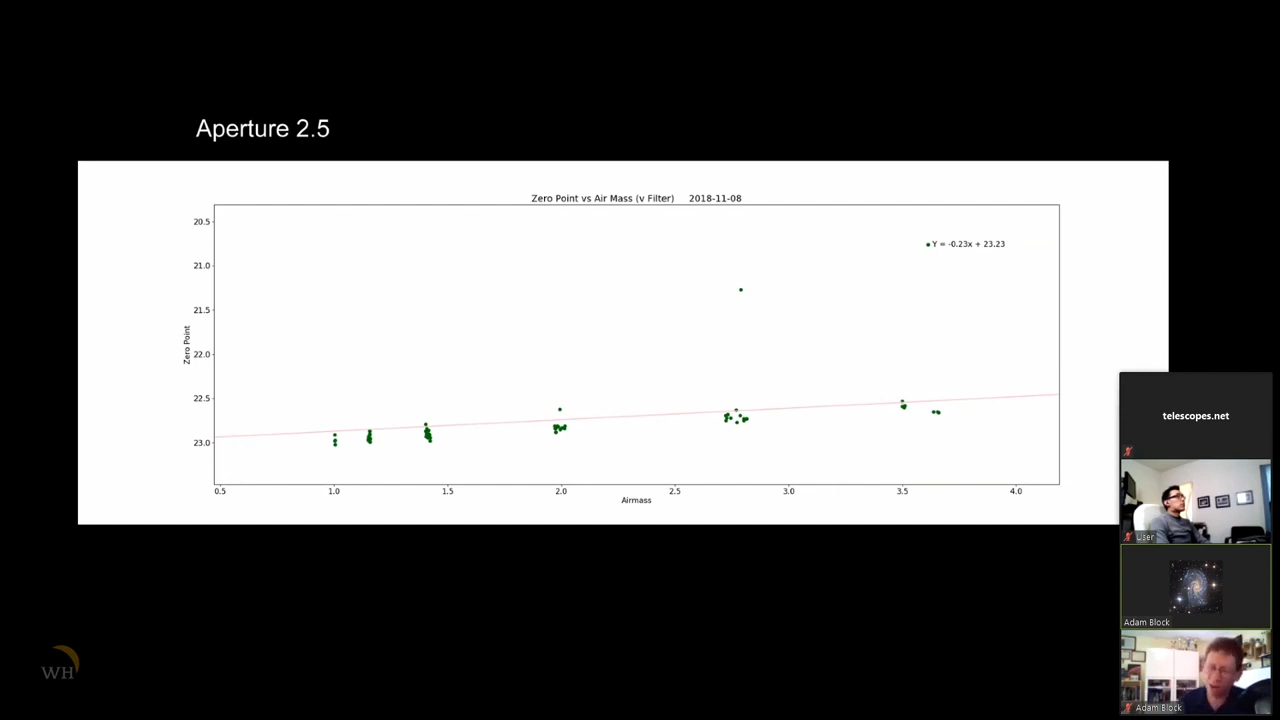 Aperture 2.5
Zero Point vs Air Mass (v Filter) 2018-11-08
20.5
21.0
21.5
22.0
22.5
23.0
Zero Point
Y = -0.23x + 23.23
0.5 1.0 1.5 2.0 2.5 3.0 3.5 4.0
Airmass
telescopes.net
User
Adam Block
Adam Block
WH